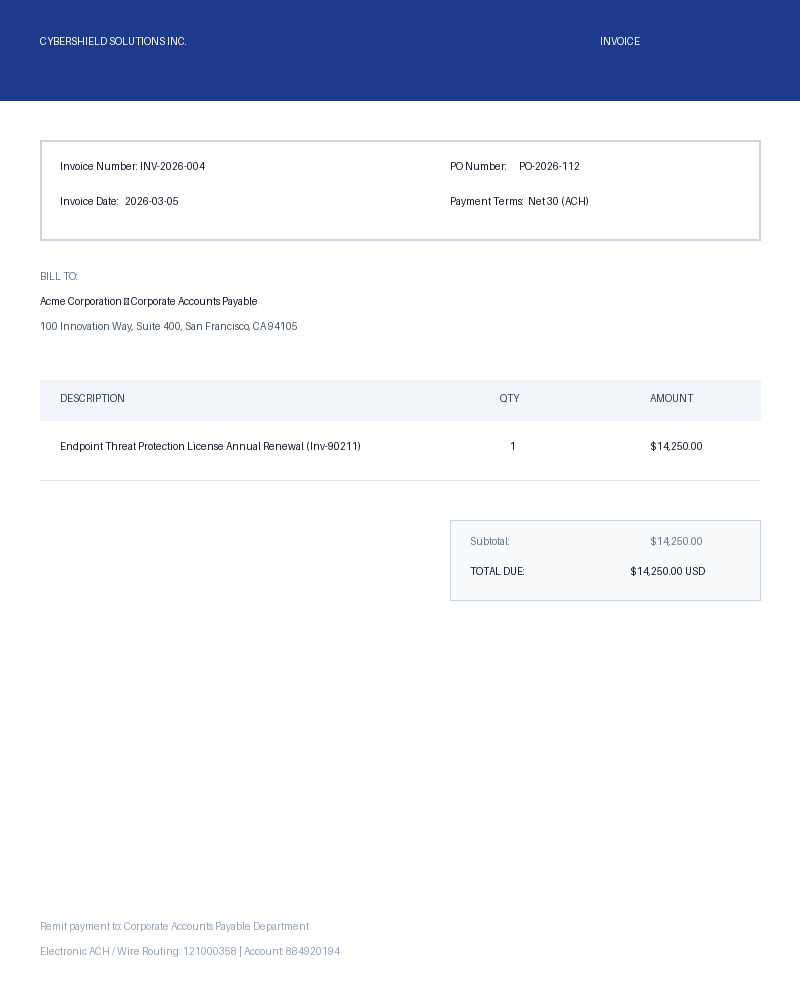 CYBERSHIELD SOLUTIONS INC. INVOICE
Invoice Number: INV-2026-004 PO Number: PO-2026-112
Invoice Date: 2026-03-05 Payment Terms: Net 30 (ACH)
BILL TO:
Acme Corporation Corporate Accounts Payable
100 Innovation Way, Suite 400, San Francisco, CA 94105
DESCRIPTION QTY AMOUNT
Endpoint Threat Protection License Annual Renewal (Inv-90211) 1 $14,250.00
Subtotal: $14,250.00
TOTAL DUE: $14,250.00 USD
Remit payment to: Corporate Accounts Payable Department
Electronic ACH / Wire Routing: 121000358 | Account: 884920194